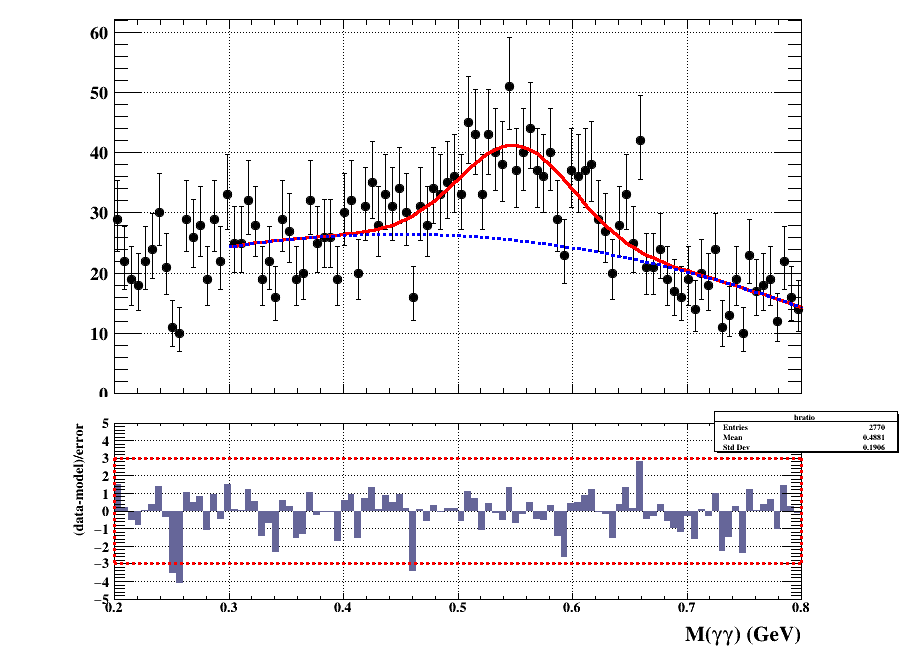 60
50
40
30
20
10
0
(data-model)/error
5
4
3
2
1
0
−1
−2
−3
−4
−5
hratio
Entries 2770
Mean 0.4881
Std Dev 0.1906
0.2 0.3 0.4 0.5 0.6 0.7 0.8
M(γγ) (GeV)